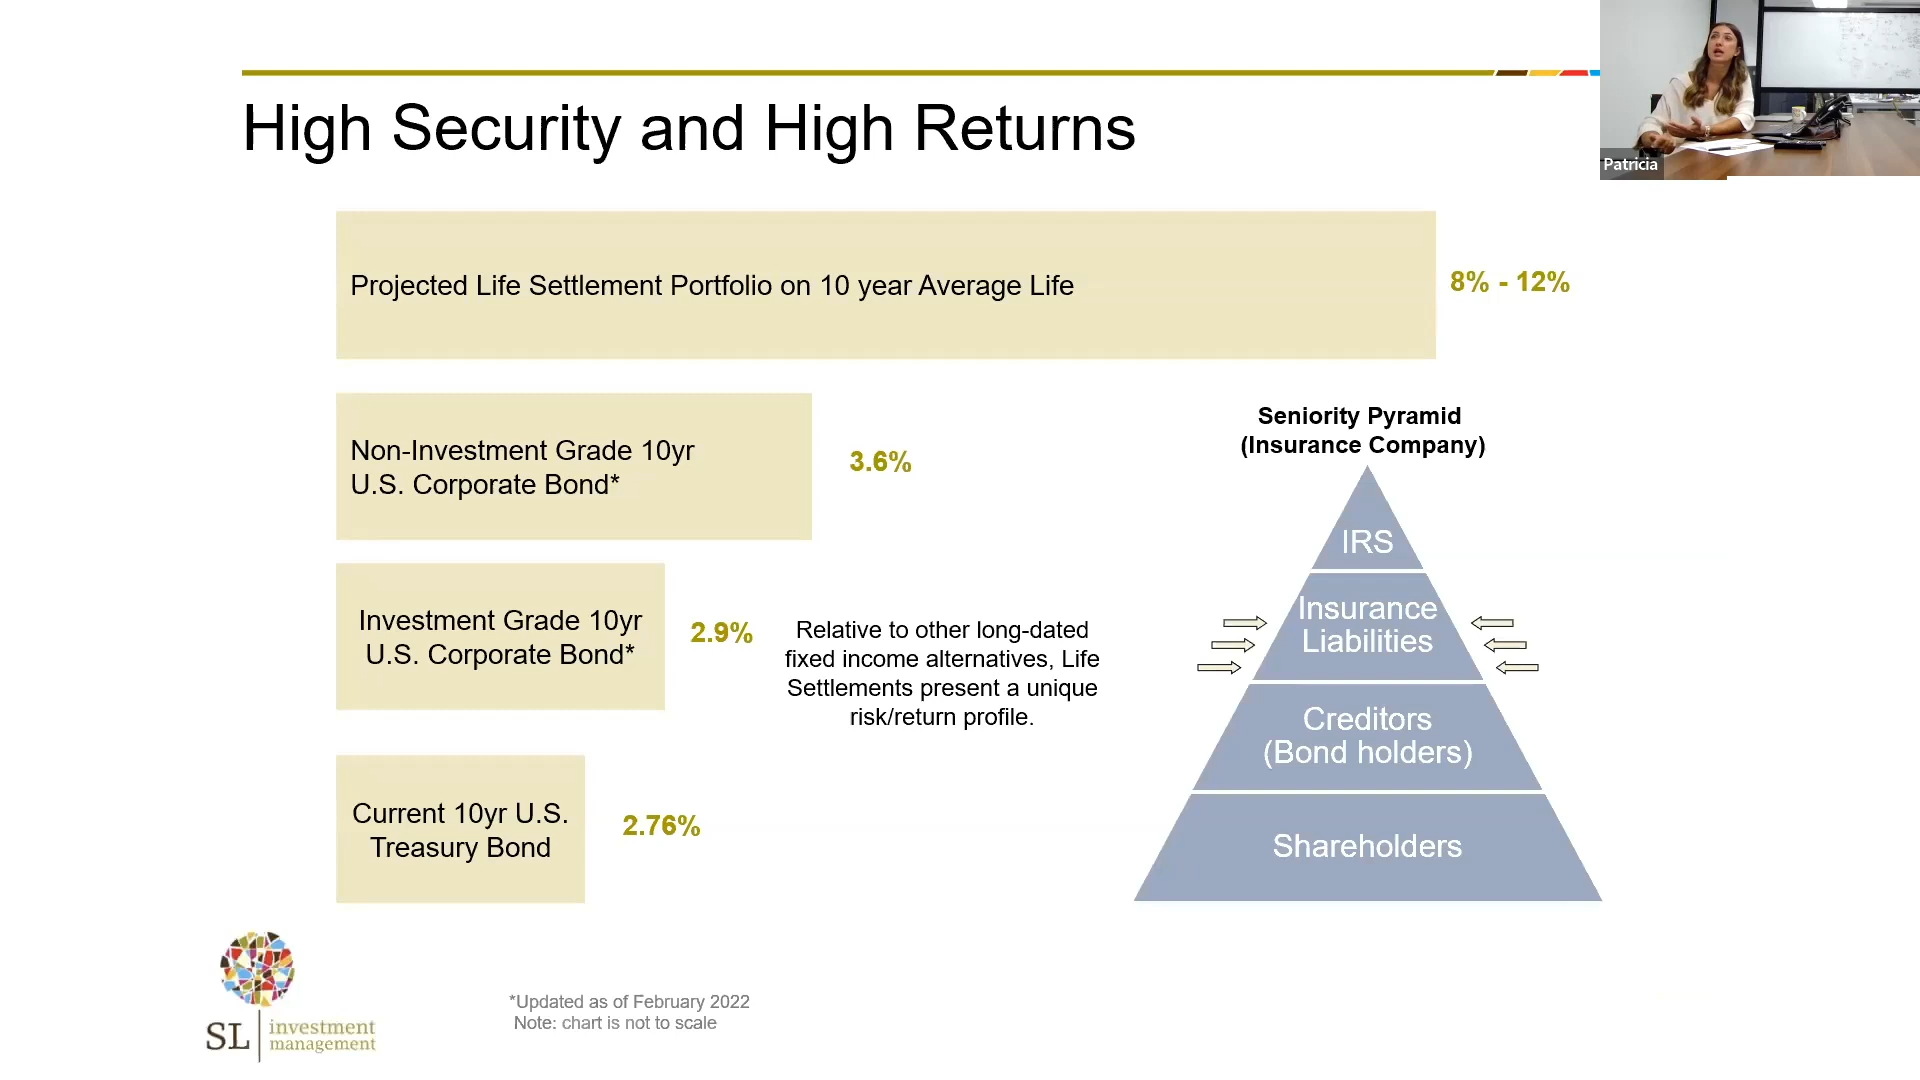 High Security and High Returns
Patricia
Projected Life Settlement Portfolio on 10 year Average Life
8% - 12%
Non-Investment Grade 10yr
U.S. Corporate Bond*
3.6%
Investment Grade 10yr
U.S. Corporate Bond*
2.9%
Relative to other long-dated
fixed income alternatives, Life
Settlements present a unique
risk/return profile.
Current 10yr U.S.
Treasury Bond
2.76%
Seniority Pyramid
(Insurance Company)
IRS
Insurance
Liabilities
Creditors
(Bond holders)
Shareholders
SL investment
management
*Updated as of February 2022
Note: chart is not to scale